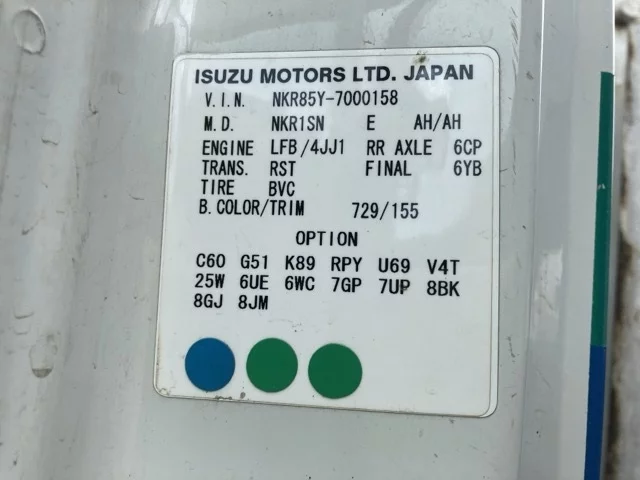 ISUZU MOTORS LTD. JAPAN
V.I.N. NKR85Y-7000158
M.D. NKR1SN E AH/AH
ENGINE LFB/4JJ1 RR AXLE 6CP
TRANS. RST FINAL 6YB
TIRE BVC
B.COLOR/TRIM 729/155
OPTION
C60 G51 K89 RPY U69 V4T
25W 6UE 6WC 7GP 7UP 8BK
8GJ 8JM